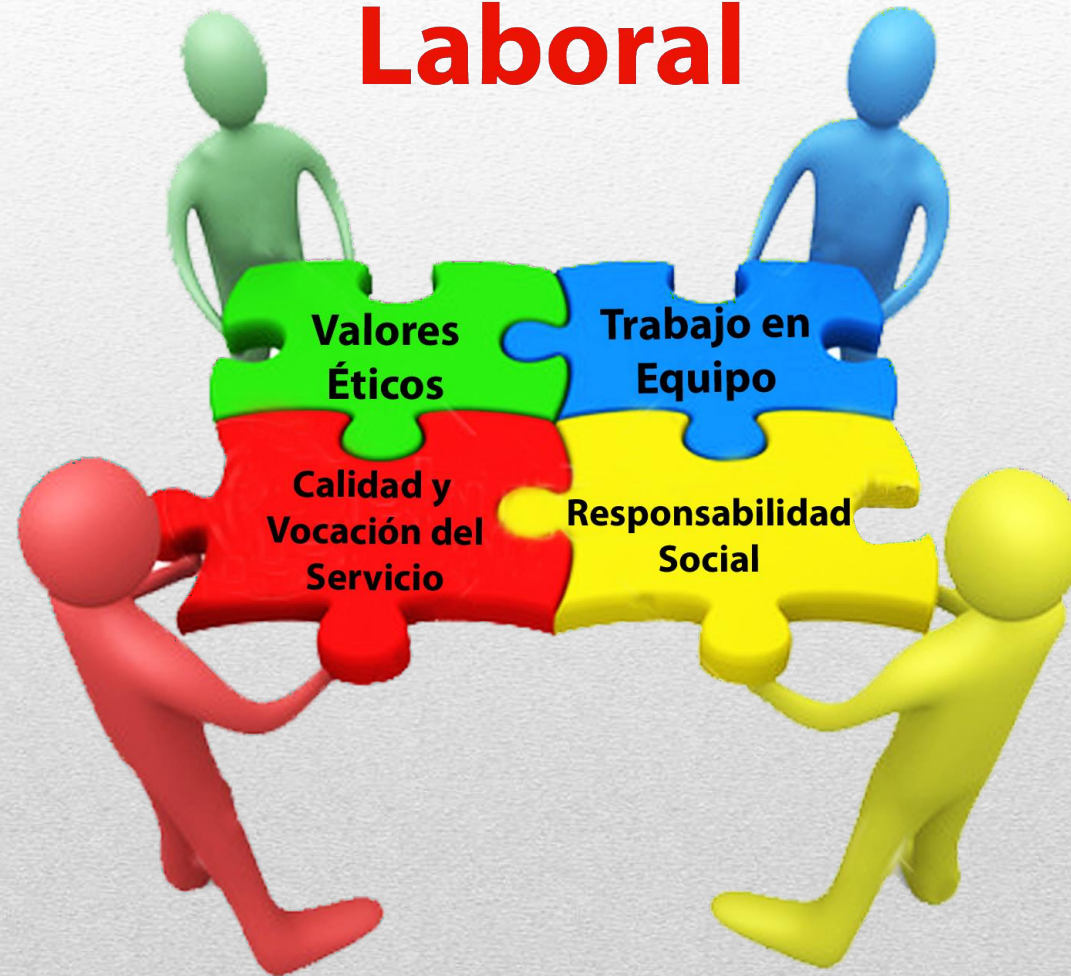 Laboral
Valores
Éticos
Trabajo en
Equipo
Calidad y
Vocación del
Servicio
Responsabilidad
Social